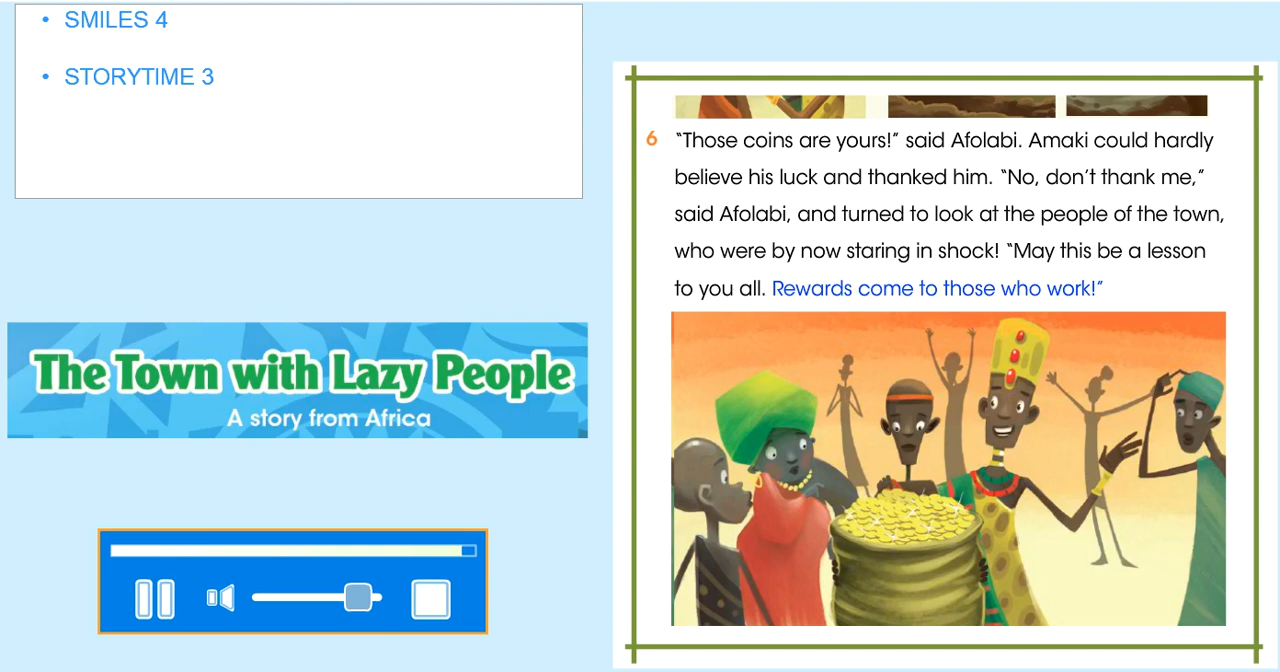 • SMILES 4
• STORYTIME 3
The Town with Lazy People
A story from Africa
6 “Those coins are yours!” said Afolabi. Amaki could hardly
believe his luck and thanked him. “No, don’t thank me,”
said Afolabi, and turned to look at the people of the town,
who were by now staring in shock! “May this be a lesson
to you all. Rewards come to those who work!”